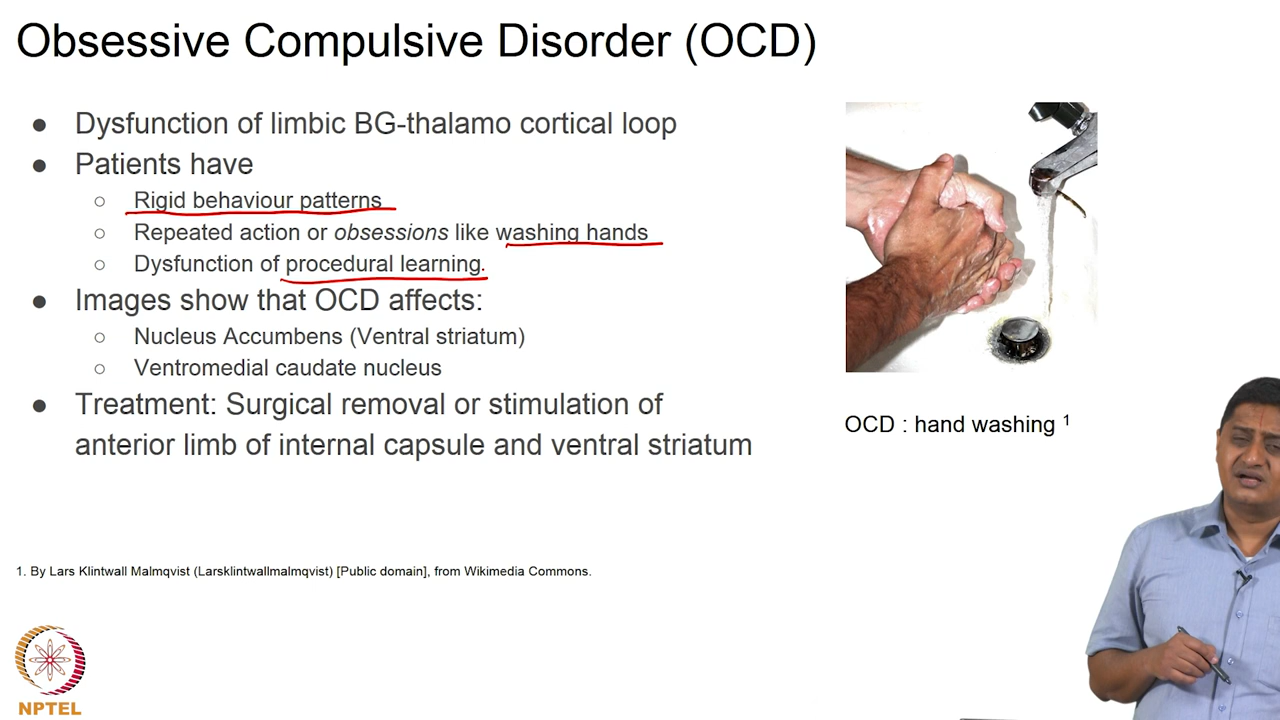 Obsessive Compulsive Disorder (OCD)
● Dysfunction of limbic BG-thalamo cortical loop
● Patients have
○ Rigid behaviour patterns
○ Repeated action or obsessions like washing hands
○ Dysfunction of procedural learning.
● Images show that OCD affects:
○ Nucleus Accumbens (Ventral striatum)
○ Ventromedial caudate nucleus
● Treatment: Surgical removal or stimulation of
anterior limb of internal capsule and ventral striatum
OCD : hand washing 1
1. By Lars Klintwall Malmqvist (Larsklintwallmalmqvist) [Public domain], from Wikimedia Commons.
NPTEL